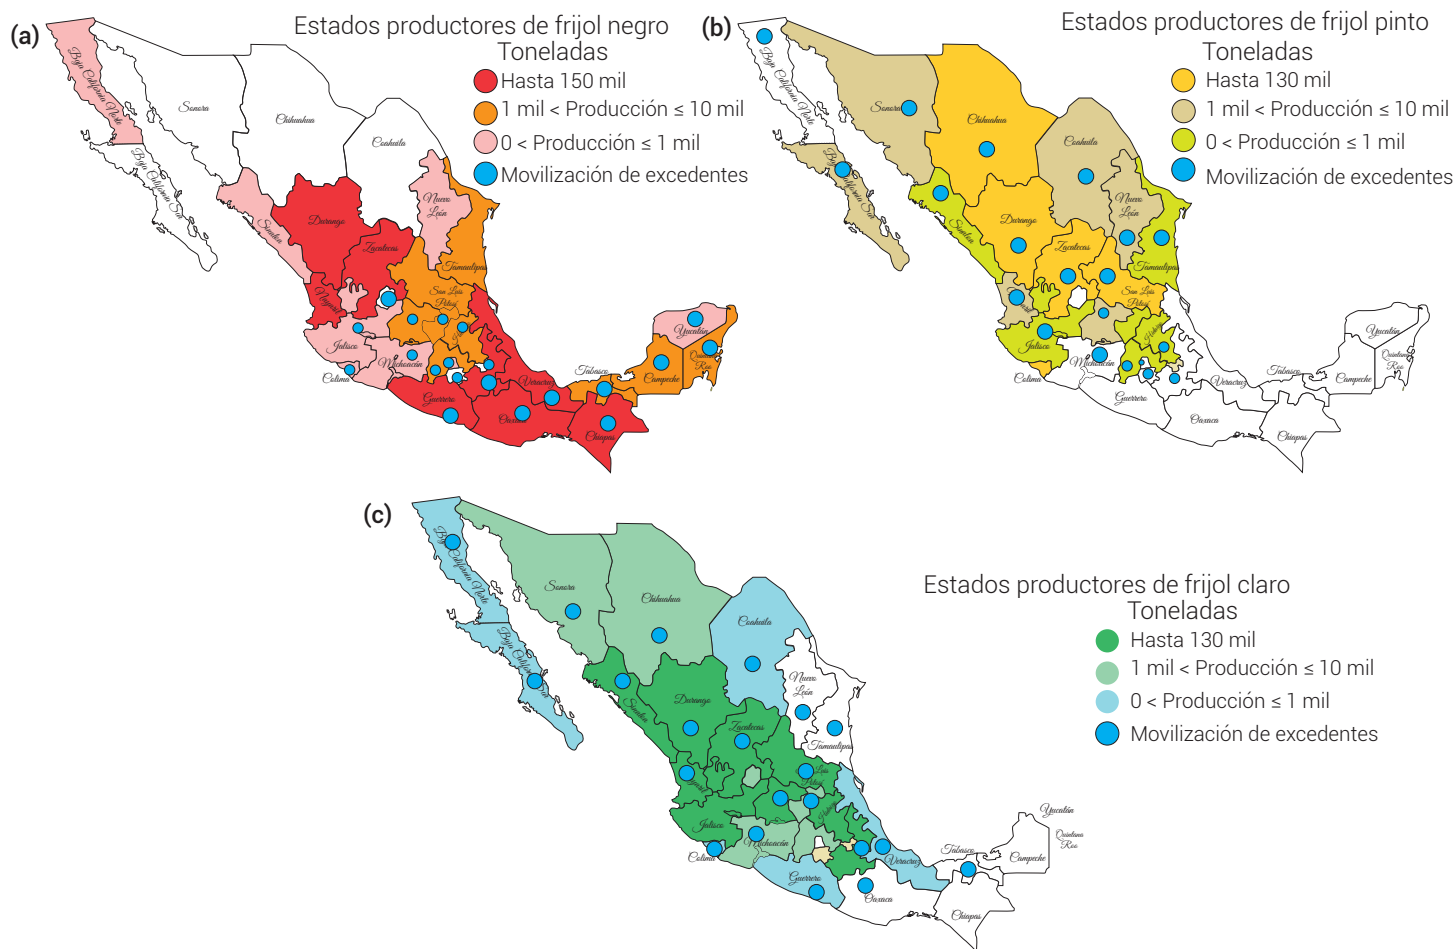 (a)
Estados productores de frijol negro
Toneladas
Hasta 150 mil
1 mil < Producción ≤ 10 mil
0 < Producción ≤ 1 mil
Movilización de excedentes
Baja California Norte
Baja California Sur
Sonora
Chihuahua
Coahuila
Nuevo
León
Sinaloa
Durango
Zacatecas
Tamaulipas
San Luis
Potosí
Nayarit
Jalisco
Colima
Michoacán
Guerrero
Oaxaca
Veracruz
Tabasco
Chiapas
Campeche
Yucatán
Quintana
Roo
(b)
Estados productores de frijol pinto
Toneladas
Hasta 130 mil
1 mil < Producción ≤ 10 mil
0 < Producción ≤ 1 mil
Movilización de excedentes
Baja California Norte
Baja California Sur
Sonora
Chihuahua
Coahuila
Nuevo
León
Sinaloa
Durango
Zacatecas
Tamaulipas
San Luis
Potosí
Hidalgo
Jalisco
Colima
Michoacán
Guerrero
Oaxaca
Veracruz
Tabasco
Chiapas
Campeche
Yucatán
Quintana
Roo
(c)
Estados productores de frijol claro
Toneladas
Hasta 130 mil
1 mil < Producción ≤ 10 mil
0 < Producción ≤ 1 mil
Movilización de excedentes
Baja California Norte
Baja California Sur
Sonora
Chihuahua
Coahuila
Nuevo
León
Sinaloa
Durango
Zacatecas
Tamaulipas
Luis
Potosí
Nayarit
Hidalgo
Jalisco
Colima
Michoacán
Guerrero
Oaxaca
Veracruz
Tabasco
Chiapas
Campeche
Yucatán
Quintana
Roo